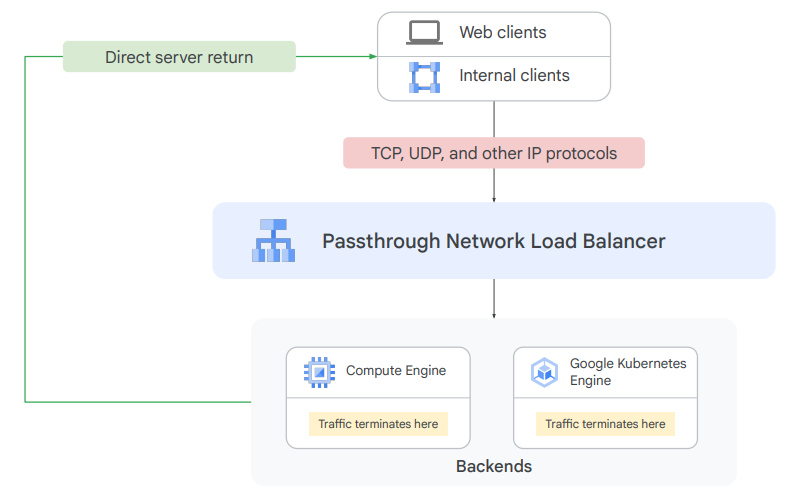 Web clients
Direct server return
Internal clients
TCP, UDP, and other IP protocols
Passthrough Network Load Balancer
Compute Engine
Google Kubernetes
Engine
Traffic terminates here
Traffic terminates here
Backends